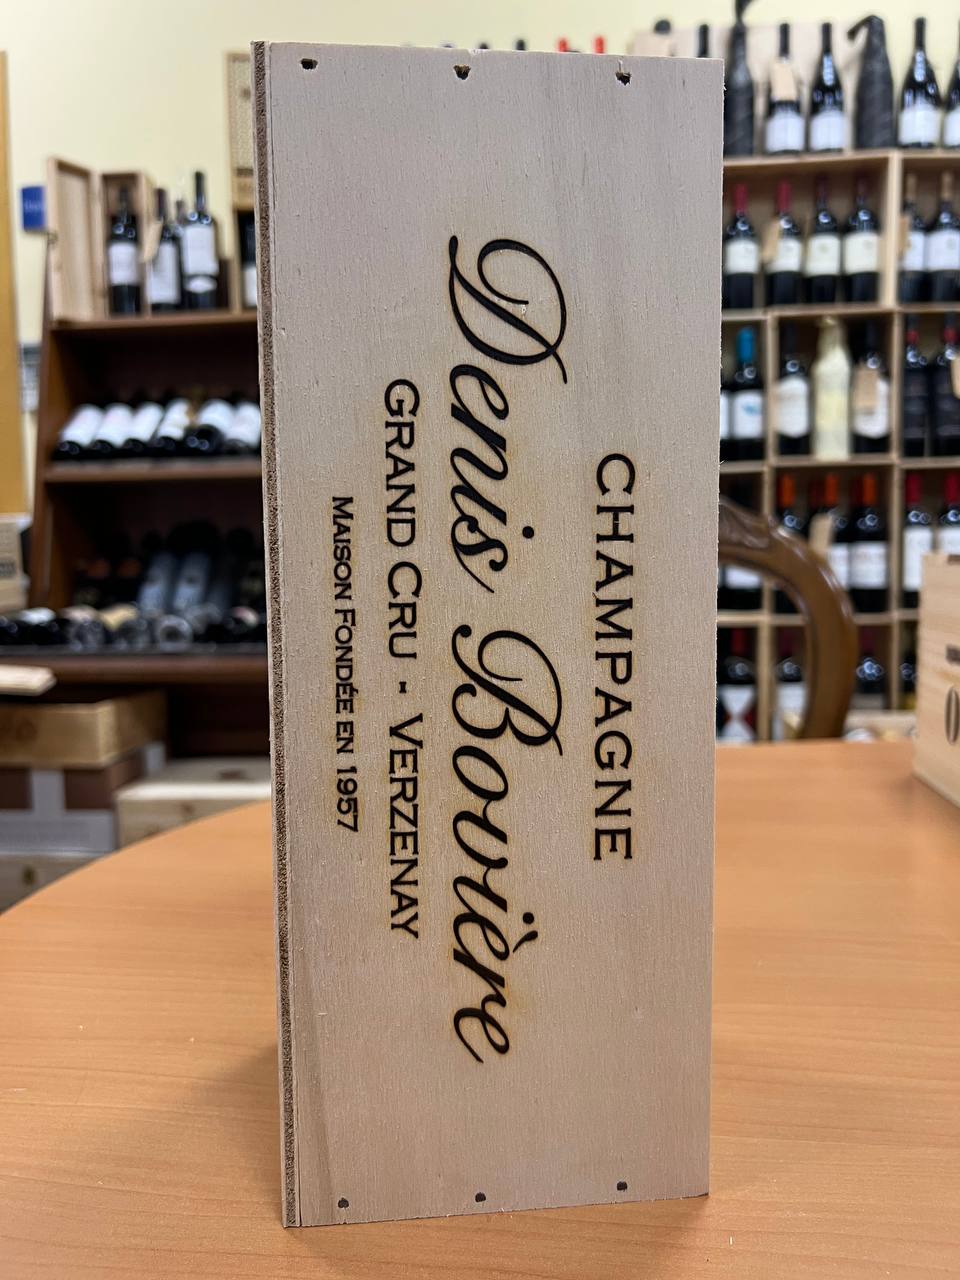 CHAMPAGNE
Denis Bovière
GRAND CRU - VERZENAY
MAISON FONDÉE EN 1957